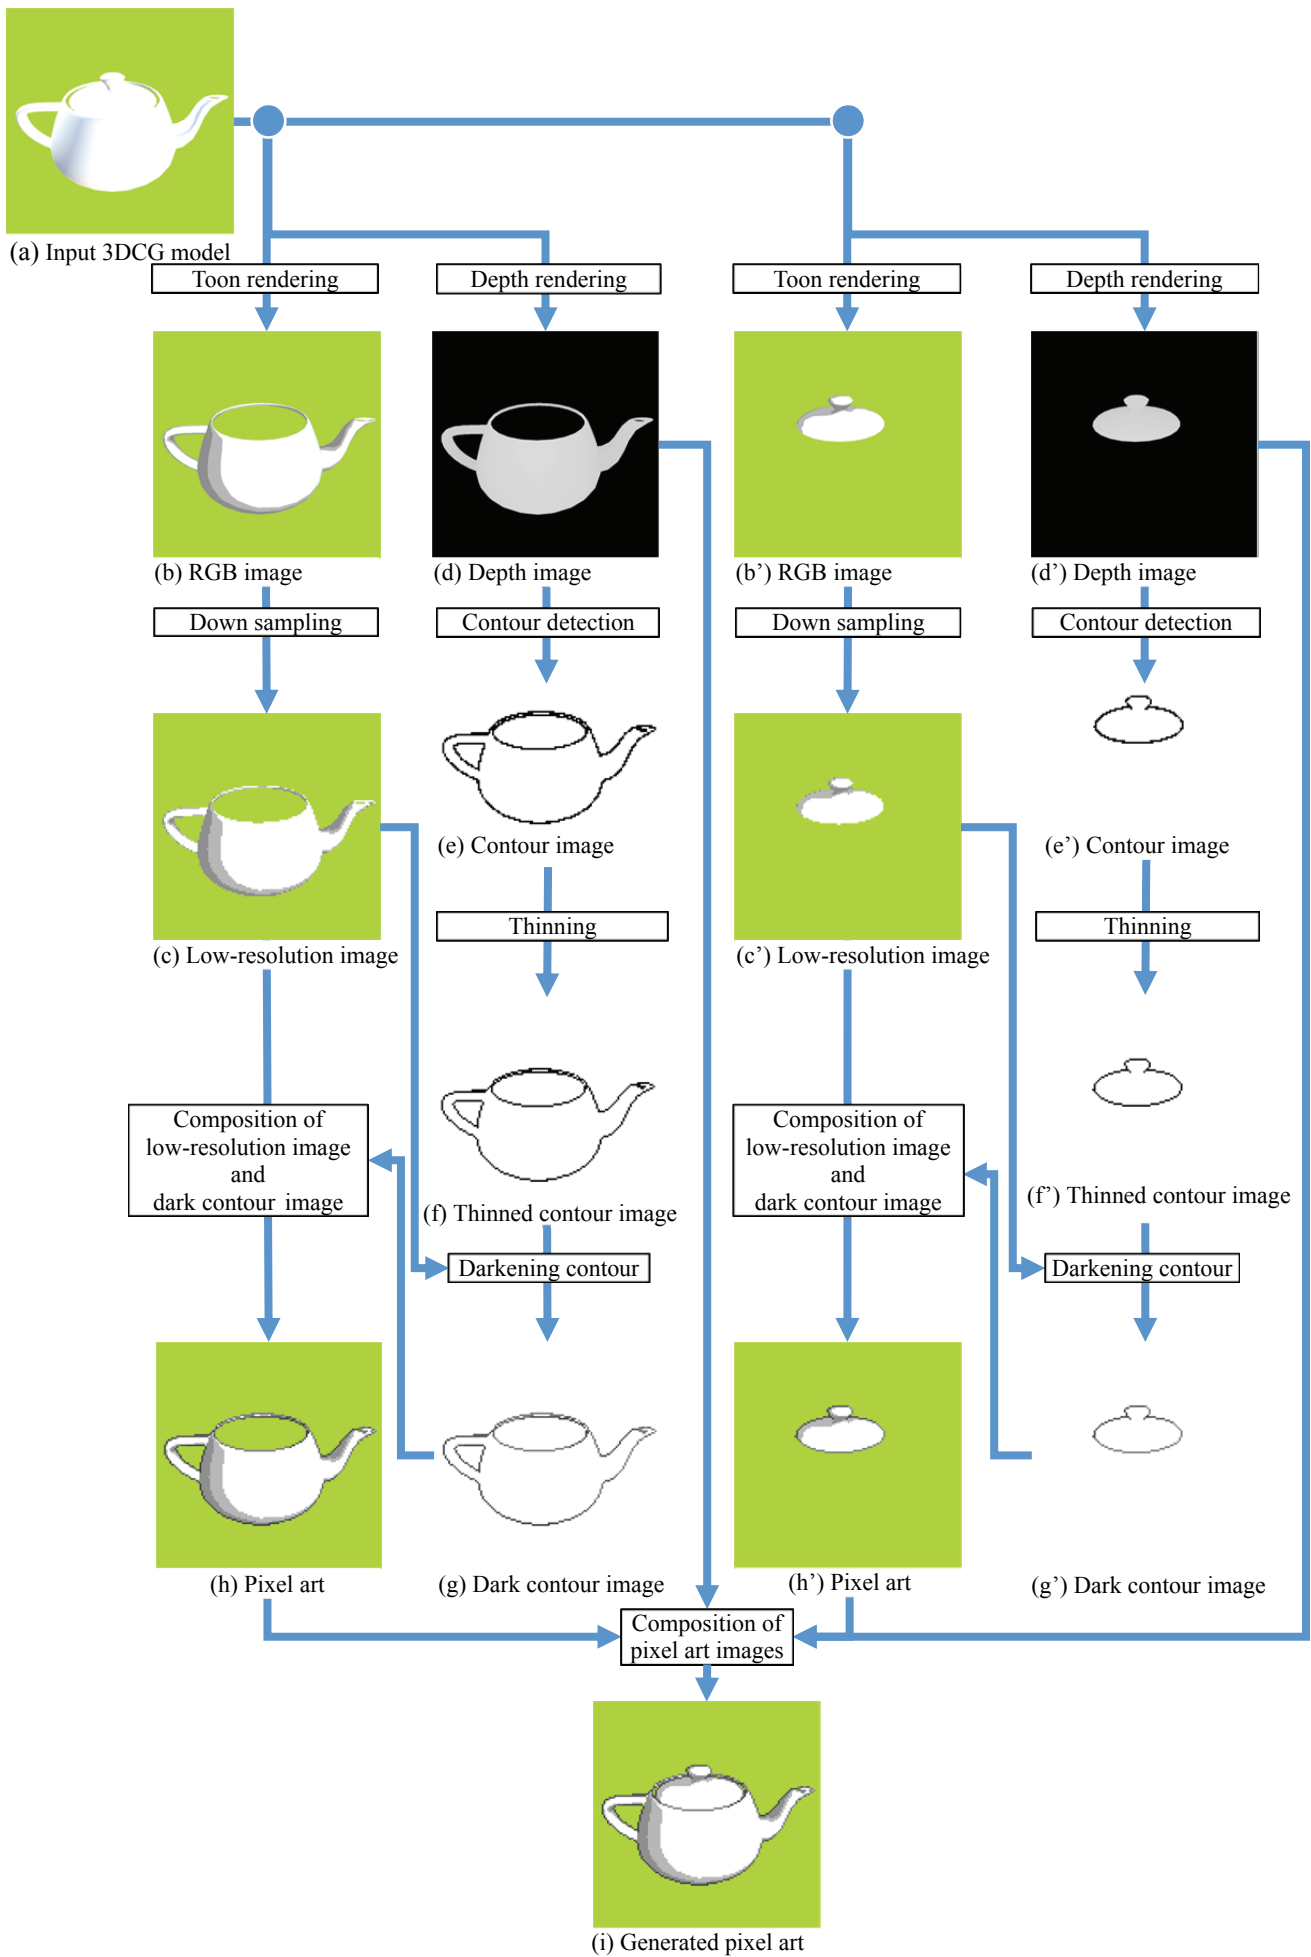 (a) Input 3DCG model
Toon rendering
Depth rendering
Toon rendering
Depth rendering
(b) RGB image
(d) Depth image
(b’) RGB image
(d’) Depth image
Down sampling
Contour detection
Down sampling
Contour detection
(e) Contour image
(e’) Contour image
Thinning
Thinning
(c) Low-resolution image
(c’) Low-resolution image
Composition of
low-resolution image
and
dark contour image
Composition of
low-resolution image
and
dark contour image
(f) Thinned contour image
(f’) Thinned contour image
Darkening contour
Darkening contour
(h) Pixel art
(g) Dark contour image
(h’) Pixel art
(g’) Dark contour image
Composition of
pixel art images
(i) Generated pixel art